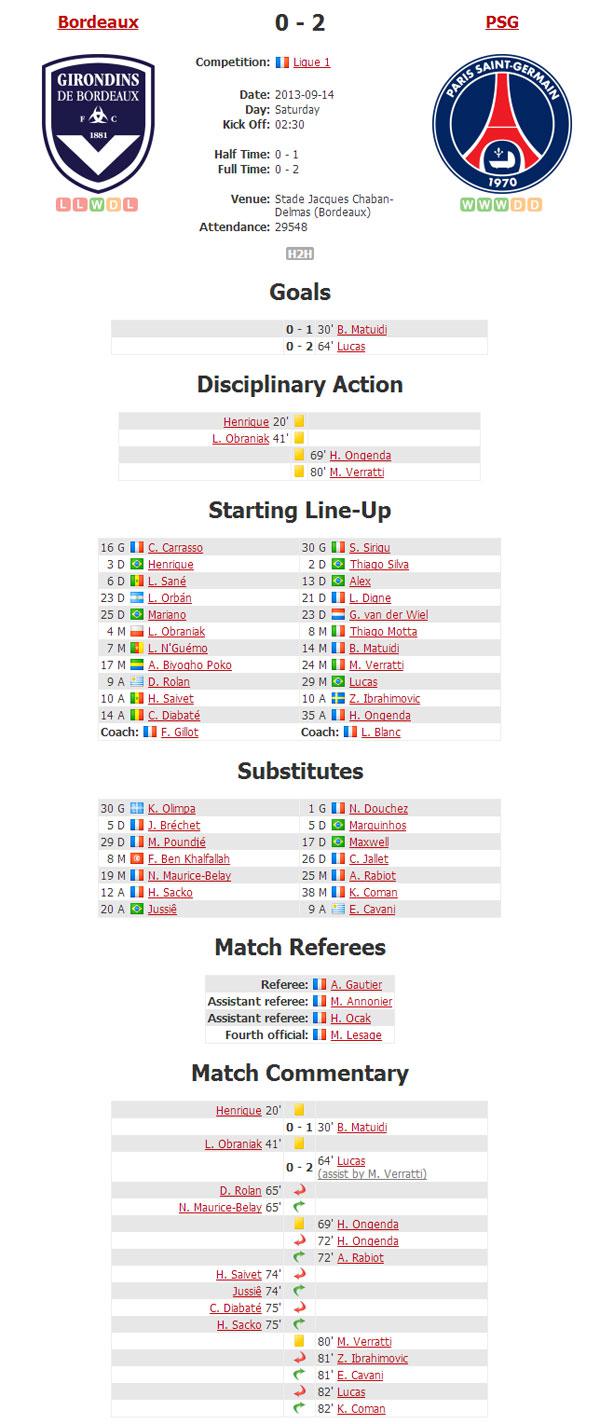 Bordeaux 0 - 2 PSG
GIRONDINS
DE BORDEAUX
F C
1881
PARIS SAINT-GERMAIN
1970
L L W D L
W W W D D
Competition: Ligue 1
Date: 2013-09-14
Day: Saturday
Kick Off: 02:30
Half Time: 0 - 1
Full Time: 0 - 2
Venue: Stade Jacques Chaban-
Delmas (Bordeaux)
Attendance: 29548
H2H
Goals
0 - 1 30' B. Matuidi
0 - 2 64' Lucas
Disciplinary Action
Henrique 20'
L. Obraniak 41'
69' H. Ongenda
80' M. Verratti
Starting Line-Up
16 G C. Carrasso 30 G S. Sirigu
3 D Henrique 2 D Thiago Silva
6 D L. Sané 13 D Alex
23 D L. Orbán 21 D L. Digne
25 D Mariano 23 D G. van der Wiel
4 M L. Obraniak 8 M Thiago Motta
7 M L. N'Guémo 14 M B. Matuidi
17 M A. Biyogho Poko 24 M M. Verratti
9 A D. Rolan 29 M Lucas
10 A H. Saivet 10 A Z. Ibrahimovic
14 A C. Diabaté 35 A H. Ongenda
Coach: F. Gillot Coach: L. Blanc
Substitutes
30 G K. Olimpa 1 G N. Douchez
5 D J. Bréchet 5 D Marquinhos
29 D M. Poundjé 17 D Maxwell
8 M F. Ben Khalfallah 26 D C. Jallet
19 M N. Maurice-Belay 25 M A. Rabiot
12 A H. Sacko 38 M K. Coman
20 A Jussiê 9 A E. Cavani
Match Referees
Referee: A. Gautier
Assistant referee: M. Annonier
Assistant referee: H. Ocak
Fourth official: M. Lesage
Match Commentary
Henrique 20'
0 - 1 30' B. Matuidi
L. Obraniak 41'
0 - 2 64' Lucas
(assist by M. Verratti)
D. Rolan 65'
N. Maurice-Belay 65'
69' H. Ongenda
72' H. Ongenda
72' A. Rabiot
H. Saivet 74'
Jussiê 74'
C. Diabaté 75'
H. Sacko 75'
80' M. Verratti
81' Z. Ibrahimovic
81' E. Cavani
82' Lucas
82' K. Coman